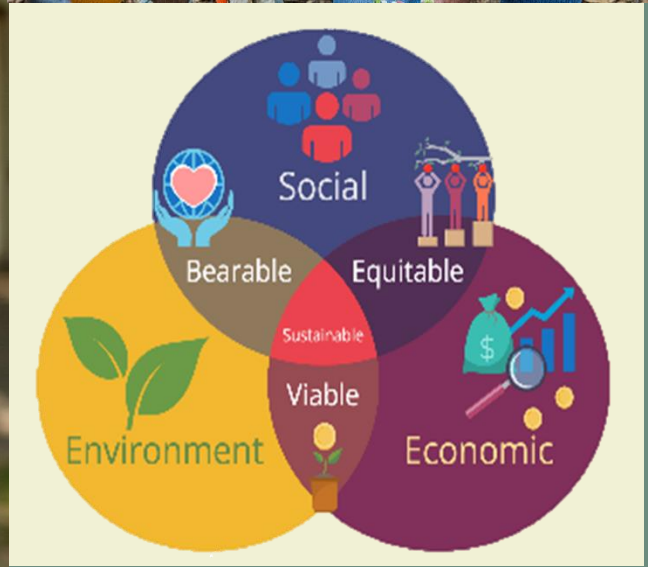 Social
Bearable
Equitable
Sustainable
Viable
Environment
Economic
$